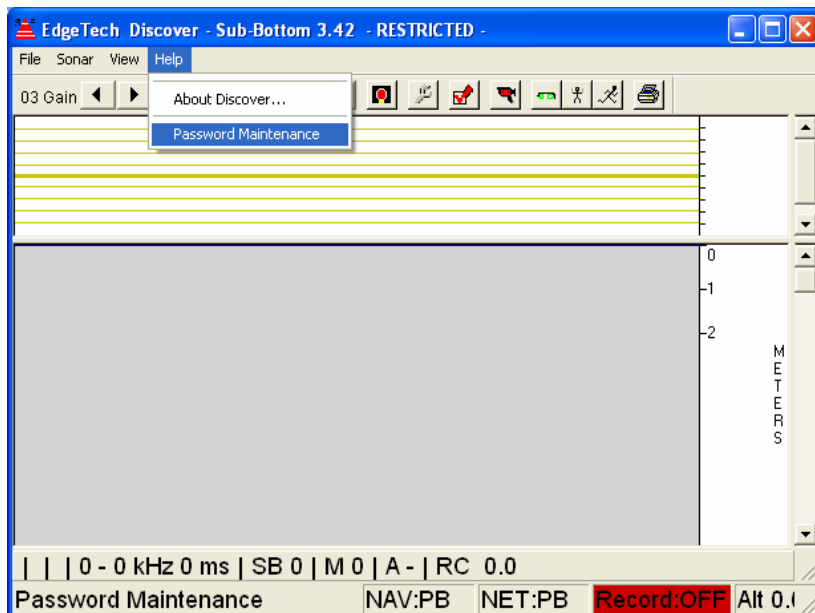 EdgeTech Discover - Sub-Bottom 3.42 - RESTRICTED -
File Sonar View Help
03 Gain
About Discover...
Password Maintenance
0
-1
-2
METERS
| | | 0 - 0 kHz 0 ms | SB 0 | M 0 | A - | RC 0.0
Password Maintenance NAV:PB NET:PB Record:OFF Alt 0.